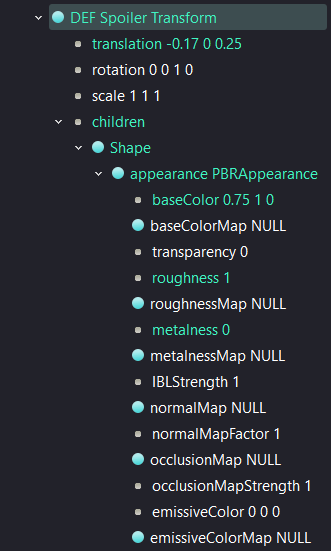 DEF Spoiler Transform
translation -0.17 0 0.25
rotation 0 0 1 0
scale 1 1 1
children
Shape
appearance PBRAppearance
baseColor 0.75 1 0
baseColorMap NULL
transparency 0
roughness 1
roughnessMap NULL
metalness 0
metalnessMap NULL
IBLStrength 1
normalMap NULL
normalMapFactor 1
occlusionMap NULL
occlusionMapStrength 1
emissiveColor 0 0 0
emissiveColorMap NULL